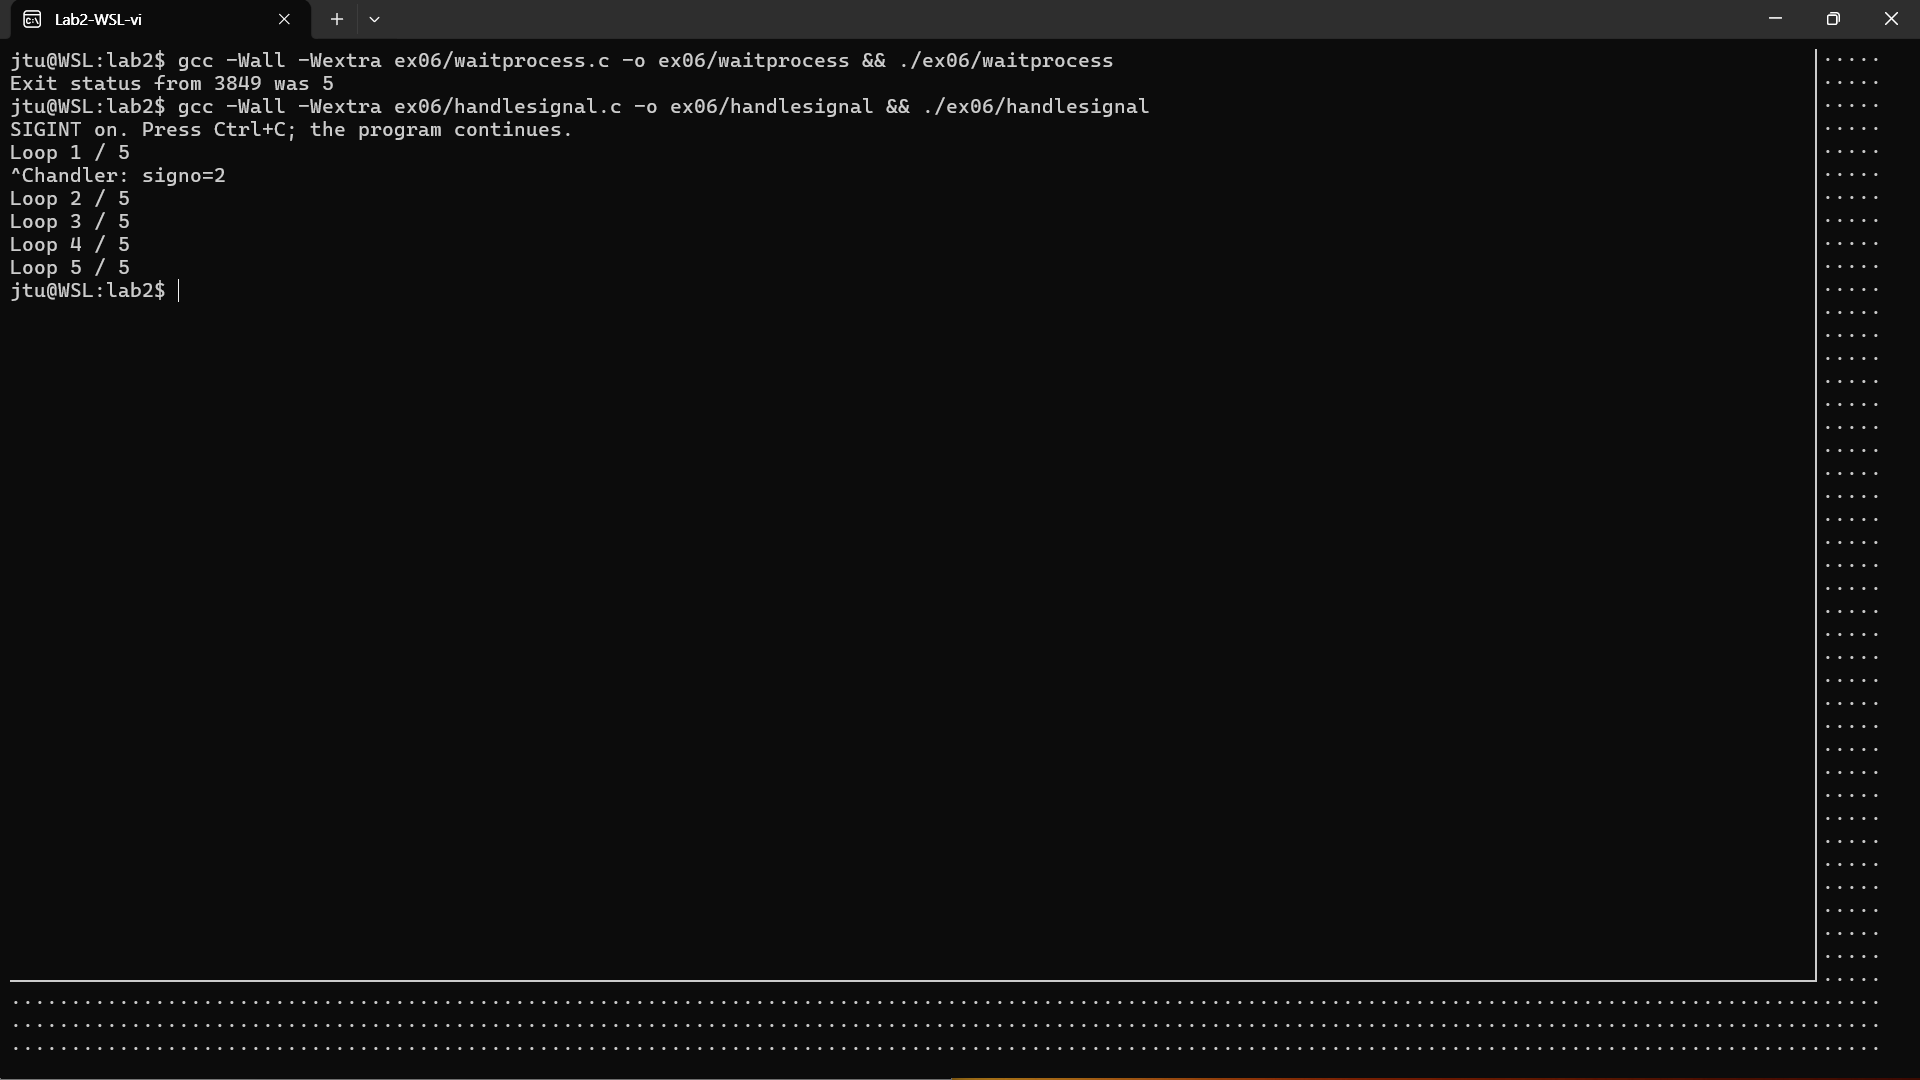 Lab2-WSL-vi
jtu@WSL:lab2$ gcc -Wall -Wextra ex06/waitprocess.c -o ex06/waitprocess && ./ex06/waitprocess
Exit status from 3849 was 5
jtu@WSL:lab2$ gcc -Wall -Wextra ex06/handlesignal.c -o ex06/handlesignal && ./ex06/handlesignal
SIGINT on. Press Ctrl+C; the program continues.
Loop 1 / 5
^Chandler: signo=2
Loop 2 / 5
Loop 3 / 5
Loop 4 / 5
Loop 5 / 5
jtu@WSL:lab2$